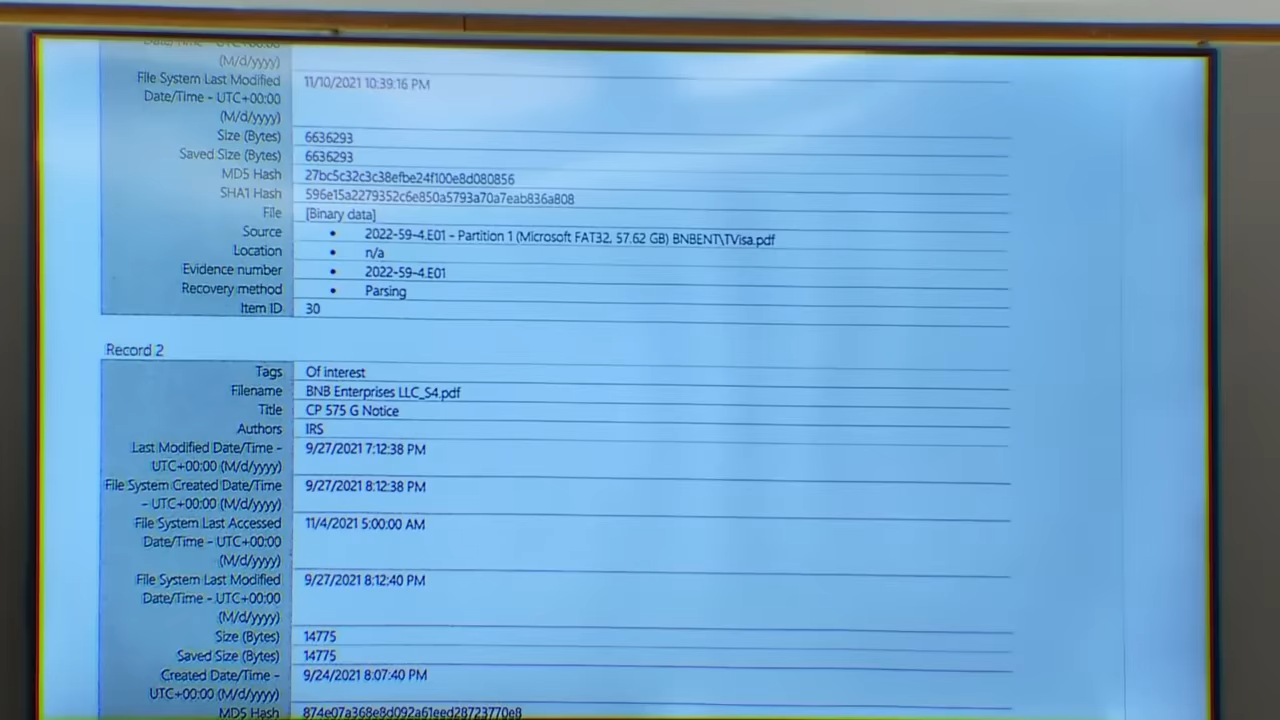 Date/Time - UTC+00:00
(M/d/yyyy)
File System Last Modified 11/10/2021 10:39:16 PM
Date/Time - UTC+00:00
(M/d/yyyy)
Size (Bytes) 6636293
Saved Size (Bytes) 6636293
MD5 Hash 27bc5c32c3c38efbe24f100e8d080856
SHA1 Hash 596e15a2279352c6e850a5793a70a7eab836a808
File [Binary data]
Source • 2022-59-4.E01 - Partition 1 (Microsoft FAT32, 57.62 GB) BNBENT\TVisa.pdf
Location • n/a
Evidence number • 2022-59-4.E01
Recovery method • Parsing
Item ID 30
Record 2
Tags Of interest
Filename BNB Enterprises LLC_S4.pdf
Title CP 575 G Notice
Authors IRS
Last Modified Date/Time - 9/27/2021 7:12:38 PM
UTC+00:00 (M/d/yyyy)
File System Created Date/Time 9/27/2021 8:12:38 PM
- UTC+00:00 (M/d/yyyy)
File System Last Accessed 11/4/2021 5:00:00 AM
Date/Time - UTC+00:00
(M/d/yyyy)
File System Last Modified 9/27/2021 8:12:40 PM
Date/Time - UTC+00:00
(M/d/yyyy)
Size (Bytes) 14775
Saved Size (Bytes) 14775
Created Date/Time - 9/24/2021 8:07:40 PM
UTC+00:00 (M/d/yyyy)
MD5 Hash 874e07a368e8d092a61eed28723770e8